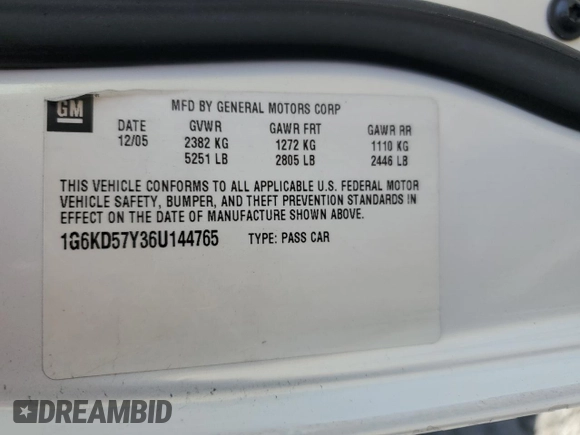 GM
MFD BY GENERAL MOTORS CORP
DATE GVWR GAWR FRT GAWR RR
12/05 2382 KG 1272 KG 1110 KG
5251 LB 2805 LB 2446 LB
THIS VEHICLE CONFORMS TO ALL APPLICABLE U.S. FEDERAL MOTOR
VEHICLE SAFETY, BUMPER, AND THEFT PREVENTION STANDARDS IN
EFFECT ON THE DATE OF MANUFACTURE SHOWN ABOVE.
1G6KD57Y36U144765 TYPE: PASS CAR
DREAMBID